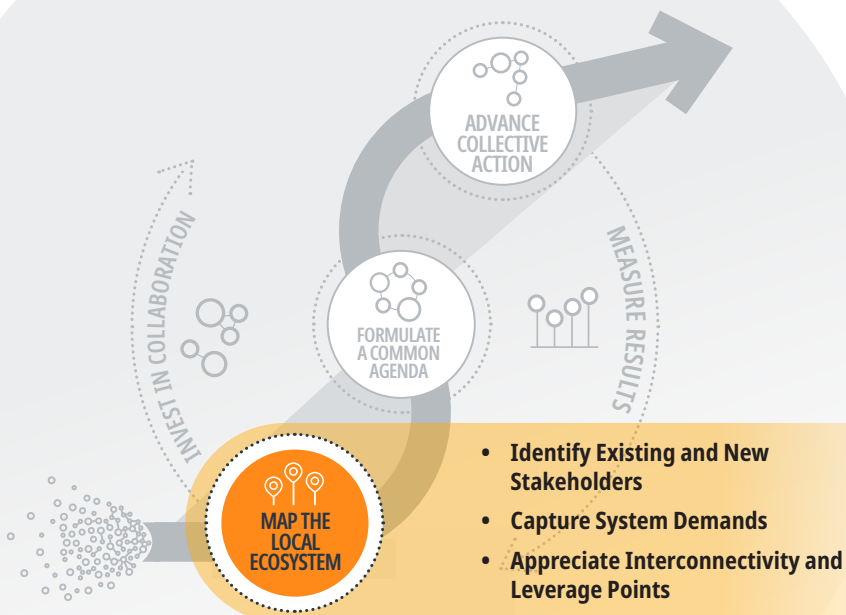 ADVANCE
COLLECTIVE
ACTION
INVEST IN COLLABORATION
MEASURE RESULTS
FORMULATE
A COMMON
AGENDA
MAP THE
LOCAL
ECOSYSTEM
• Identify Existing and New
Stakeholders
• Capture System Demands
• Appreciate Interconnectivity and
Leverage Points